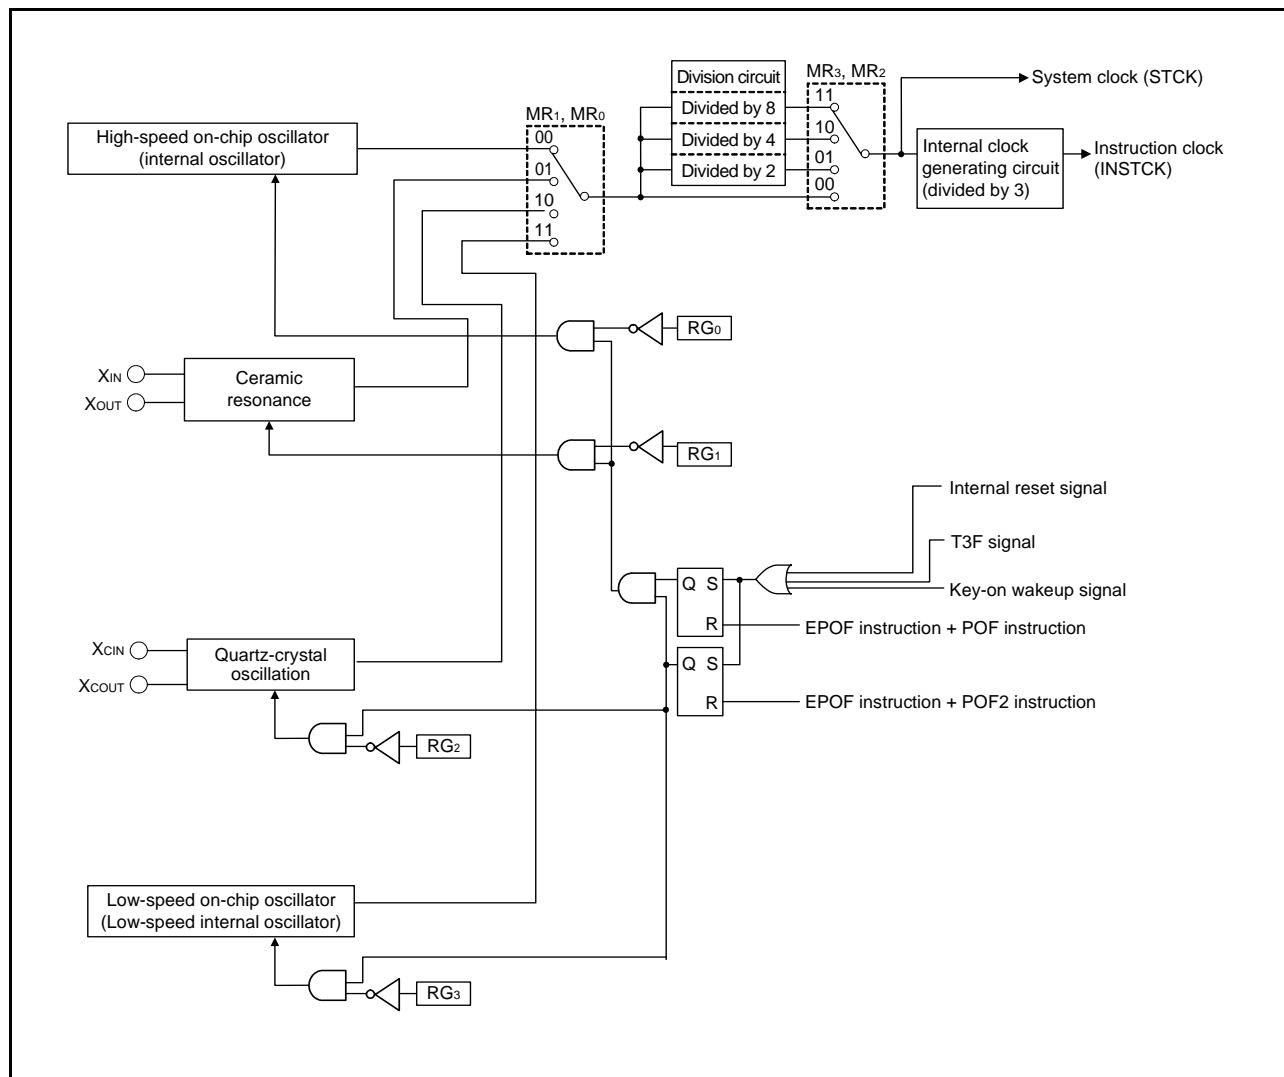 Division circuit
Divided by 8
Divided by 4
Divided by 2
MR3, MR2
11
10
01
00
System clock (STCK)
Internal clock
generating circuit
(divided by 3)
Instruction clock
(INSTCK)
MR1, MR0
00
01
10
11
High-speed on-chip oscillator
(internal oscillator)
RG0
XIN
XOUT
Ceramic
resonance
RG1
Internal reset signal
T3F signal
Key-on wakeup signal
Q S
R
EPOF instruction + POF instruction
Q S
R
EPOF instruction + POF2 instruction
XCIN
XCOUT
Quartz-crystal
oscillation
RG2
Low-speed on-chip oscillator
(Low-speed internal oscillator)
RG3